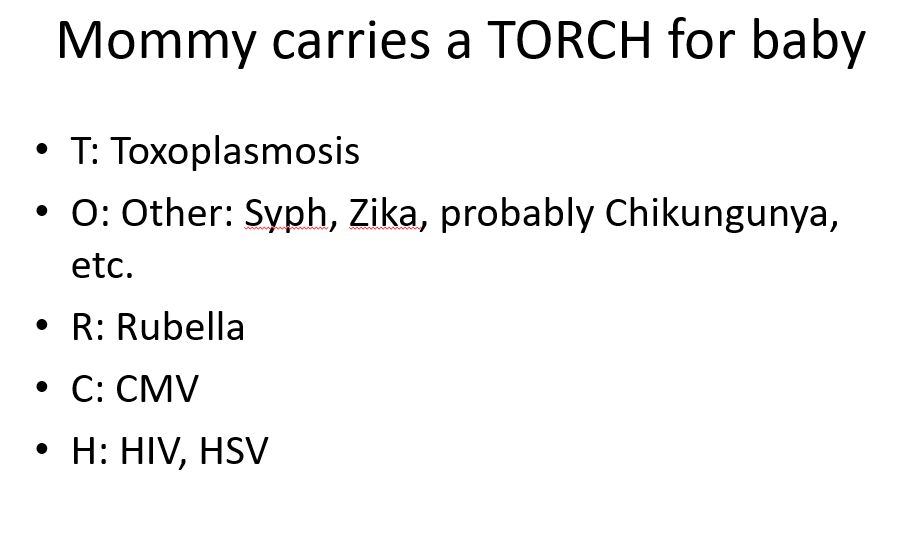 Mommy carries a TORCH for baby
• T: Toxoplasmosis
• O: Other: Syph, Zika, probably Chikungunya,
etc.
• R: Rubella
• C: CMV
• H: HIV, HSV